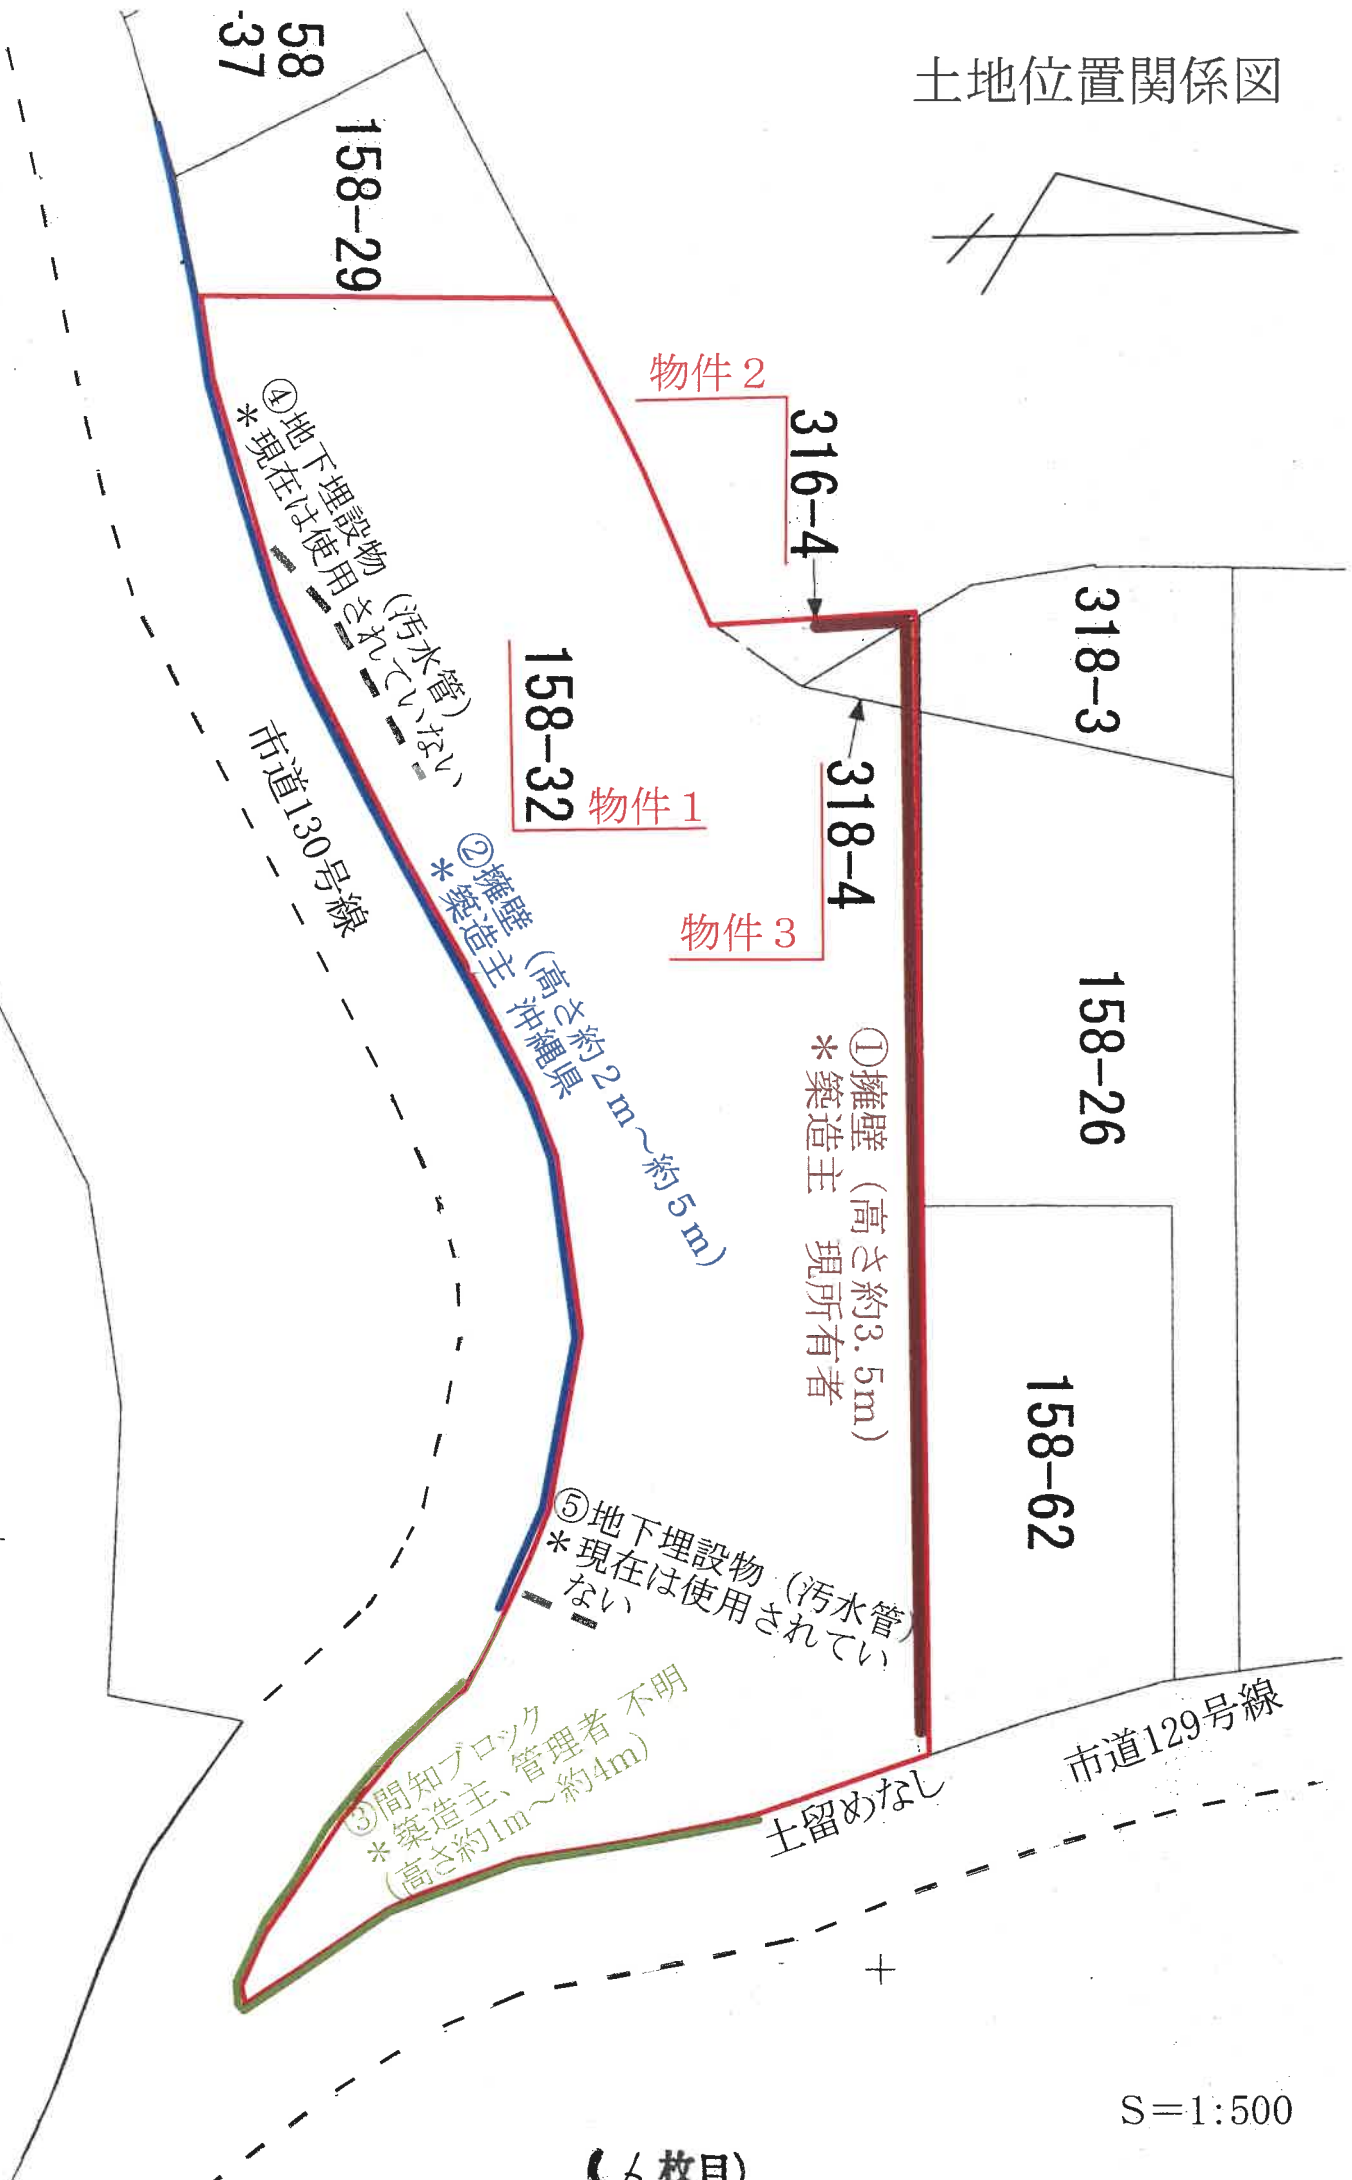 土地位置関係図
58
-37
158-29
物件２
316-4
318-3
④地下埋設物（汚水管）
＊現在は使用されていない
158-32
物件１
318-4
物件３
市道130号線
②擁壁（高さ約２ｍ～約５ｍ）
＊築造主 沖縄県
①擁壁（高さ約3.5m）
＊築造主　現所有者
158-26
158-62
⑤地下埋設物（汚水管）
＊現在は使用されてい
ない
③間知ブロック
＊築造主、管理者 不明
（高さ約1m～約4m）
土留めなし
市道129号線
S＝1:500
(6枚目)